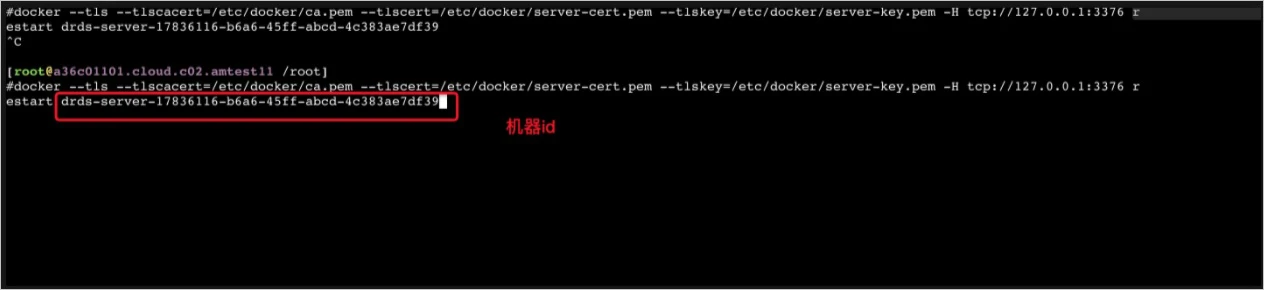 #docker --tls --tlscacert=/etc/docker/ca.pem --tlscert=/etc/docker/server-cert.pem --tlskey=/etc/docker/server-key.pem -H tcp://127.0.0.1:3376 r
estart drds-server-17836116-b6a6-45ff-abcd-4c383ae7df39
^C
[root@a36c01101.cloud.c02.amtest11 /root]
#docker --tls --tlscacert=/etc/docker/ca.pem --tlscert=/etc/docker/server-cert.pem --tlskey=/etc/docker/server-key.pem -H tcp://127.0.0.1:3376 r
estart drds-server-17836116-b6a6-45ff-abcd-4c383ae7df39
机器id